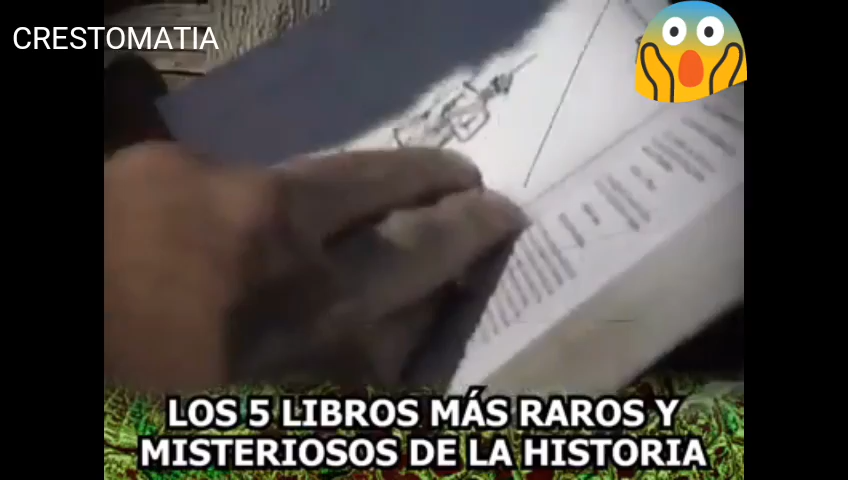 CRESTOMATIA
LOS 5 LIBROS MÁS RAROS Y
MISTERIOSOS DE LA HISTORIA